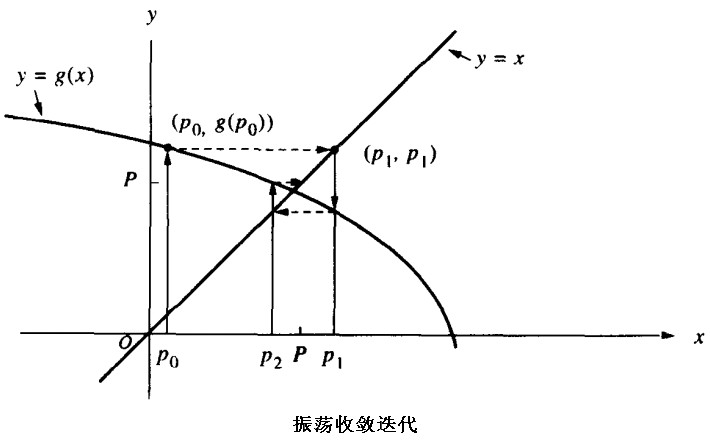 y
y = g(x)
y = x
(p₀, g(p₀))
(p₁, p₁)
P
O
p₀
p₂
P
p₁
x
振荡收敛迭代